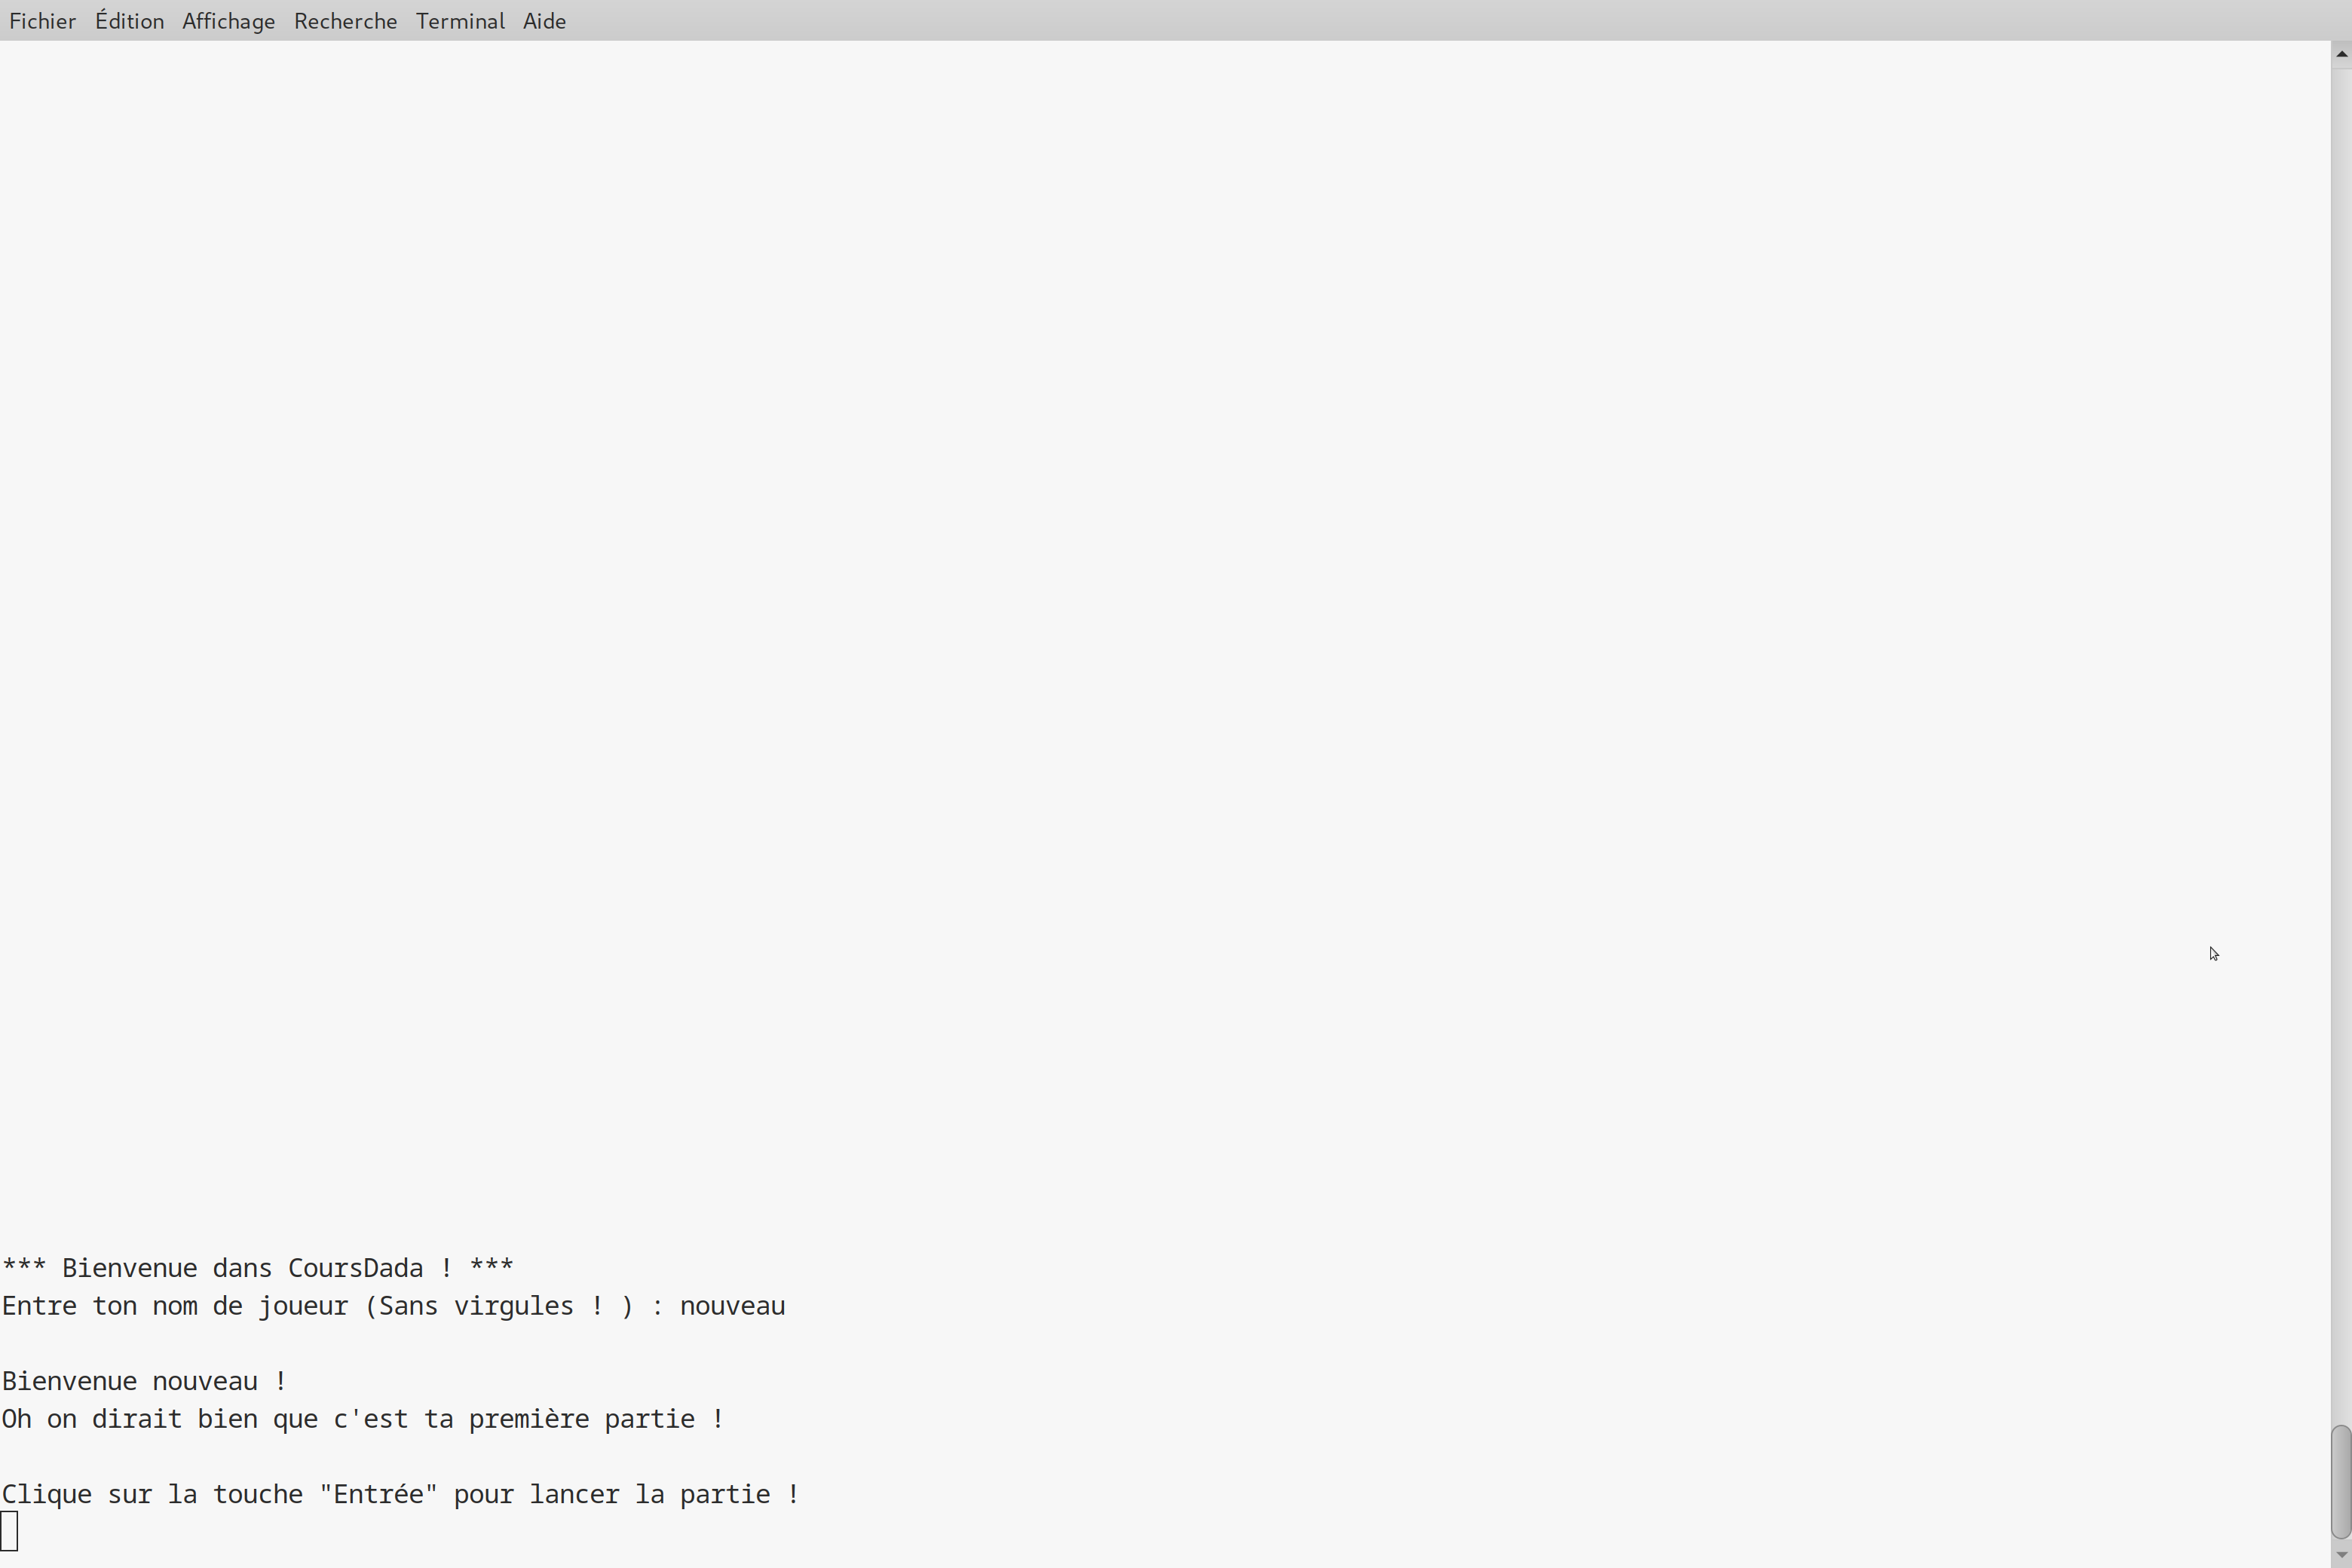 Fichier Édition Affichage Recherche Terminal Aide
*** Bienvenue dans CoursDada ! ***
Entre ton nom de joueur (Sans virgules ! ) : nouveau
Bienvenue nouveau !
Oh on dirait bien que c'est ta première partie !
Clique sur la touche "Entrée" pour lancer la partie !